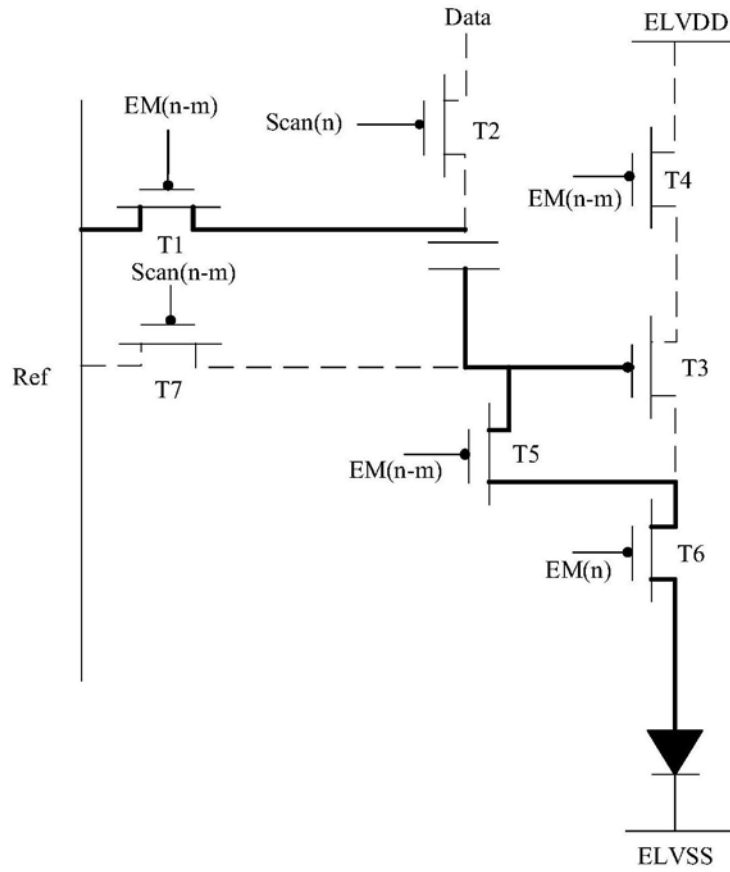 Data
ELVDD
EM(n-m)
Scan(n)
T2
T4
EM(n-m)
T1
Scan(n-m)
Ref
T7
T3
T5
EM(n-m)
T6
EM(n)
ELVSS